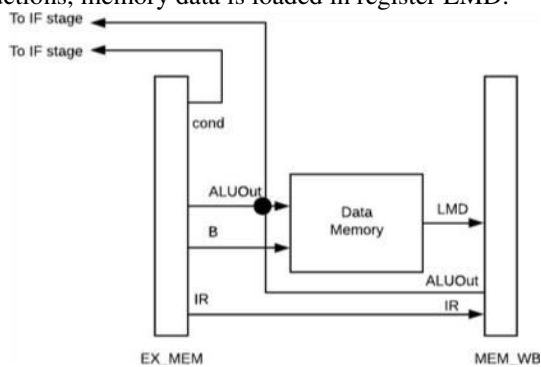 uctions, memory data is loaded in register LMD.
To IF stage
To IF stage
cond
ALUOut
Data
Memory
LMD
B
ALUOut
IR
IR
EX_MEM
MEM_WB